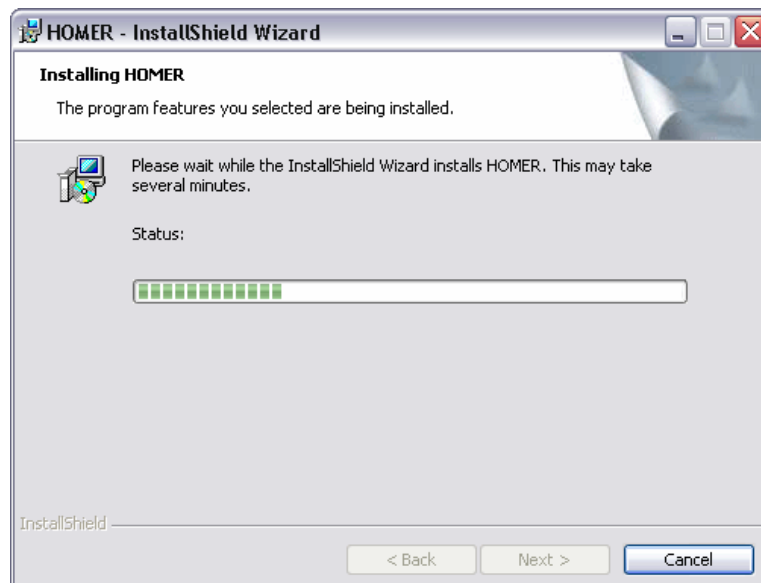 HOMER - InstallShield Wizard
Installing HOMER
The program features you selected are being installed.
Please wait while the InstallShield Wizard installs HOMER. This may take
several minutes.
Status:
InstallShield
< Back
Next >
Cancel